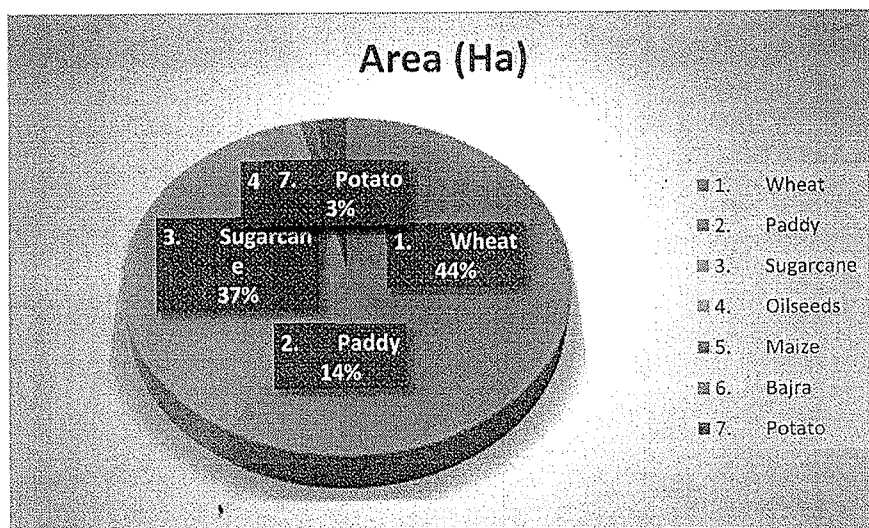 Area (Ha)
4 7. Potato
3%
3. Sugarcan
e
37%
1. Wheat
44%
2. Paddy
14%
1. Wheat
2. Paddy
3. Sugarcane
4. Oilseeds
5. Maize
6. Bajra
7. Potato